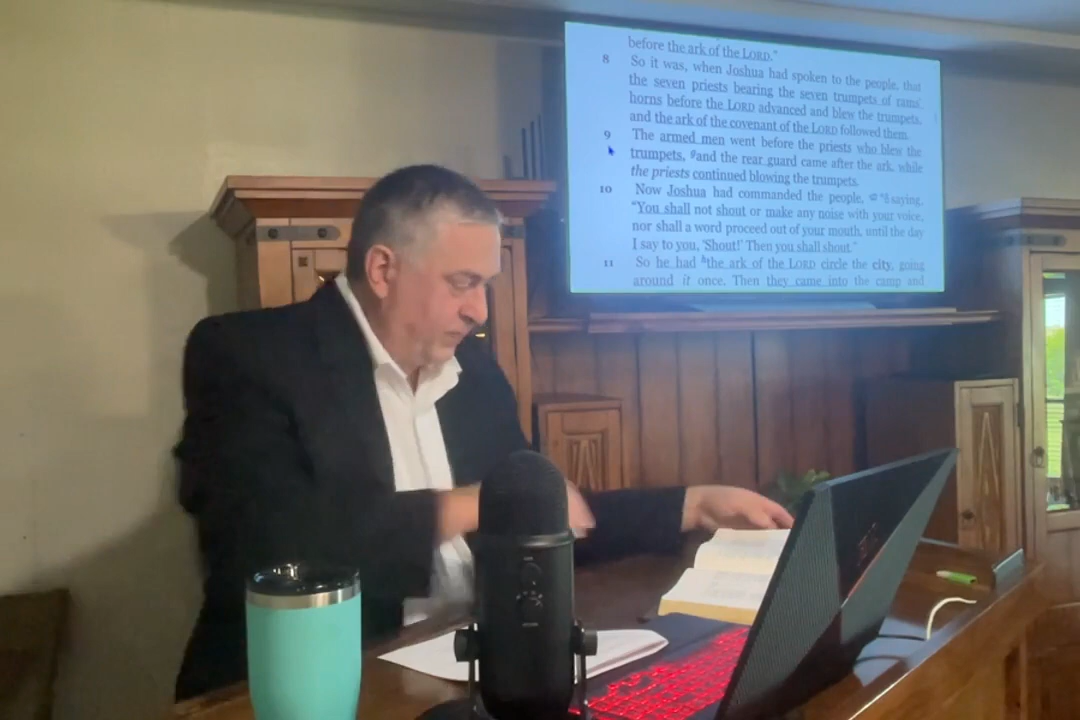 before the ark of the LORD."
8 So it was, when Joshua had spoken to the people, that
the seven priests bearing the seven trumpets of rams'
horns before the LORD advanced and blew the trumpets,
and the ark of the covenant of the LORD followed them.
9 The armed men went before the priests who blew the
trumpets, and the rear guard came after the ark, while
the priests continued blowing the trumpets.
10 Now Joshua had commanded the people, saying,
"You shall not shout or make any noise with your voice,
nor shall a word proceed out of your mouth, until the day
I say to you, 'Shout!' Then you shall shout."
11 So he had hthe ark of the LORD circle the city, going
around it once. Then they came into the camp and